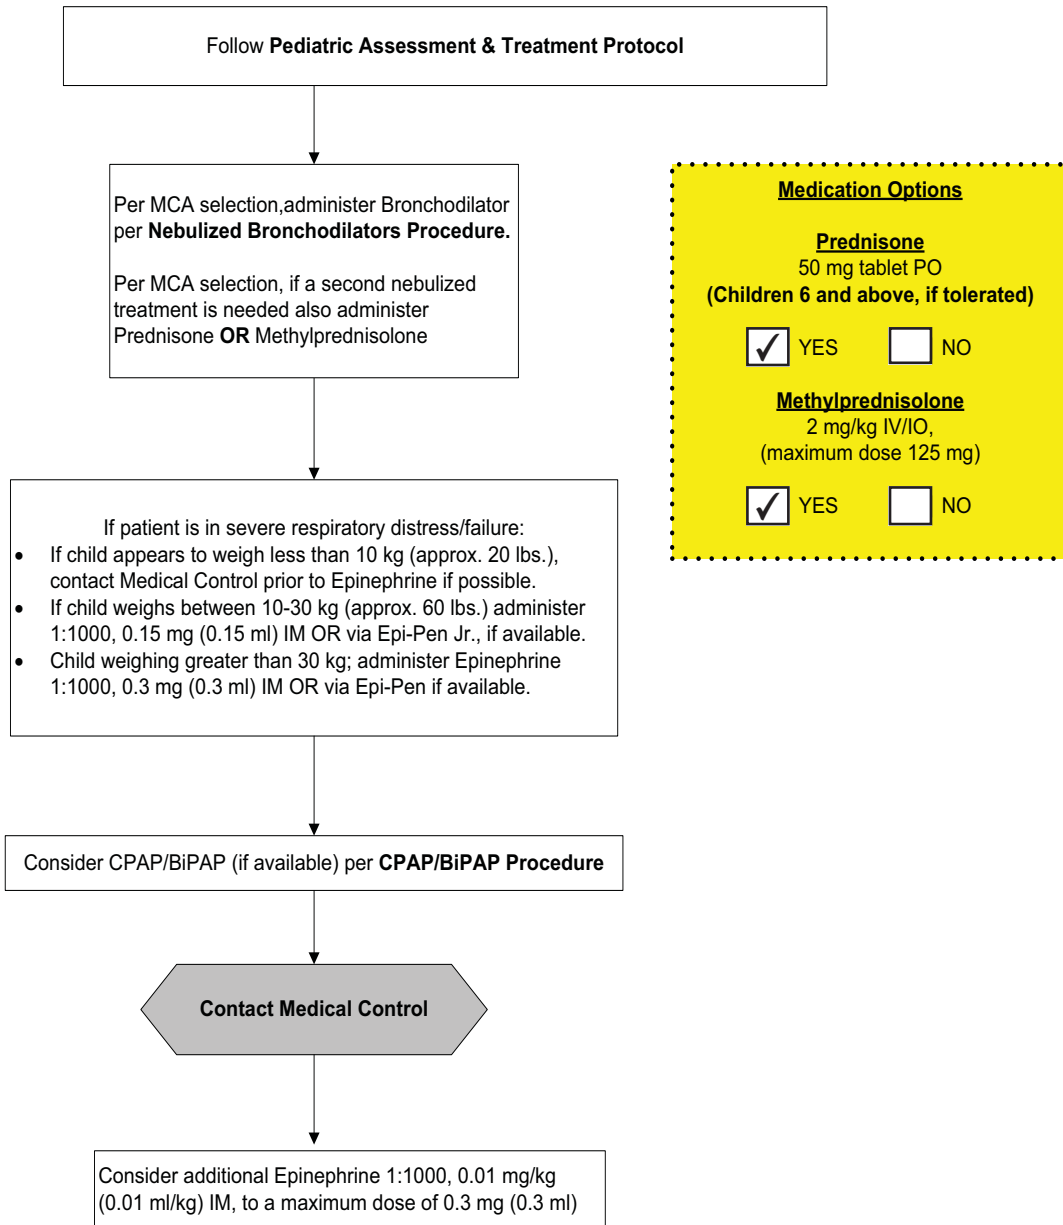 Follow Pediatric Assessment & Treatment Protocol
Per MCA selection,administer Bronchodilator
per Nebulized Bronchodilators Procedure.
Per MCA selection, if a second nebulized
treatment is needed also administer
Prednisone OR Methylprednisolone
Medication Options
Prednisone
50 mg tablet PO
(Children 6 and above, if tolerated)
✓ YES NO
Methylprednisolone
2 mg/kg IV/IO,
(maximum dose 125 mg)
✓ YES NO
If patient is in severe respiratory distress/failure:
• If child appears to weigh less than 10 kg (approx. 20 lbs.),
contact Medical Control prior to Epinephrine if possible.
• If child weighs between 10-30 kg (approx. 60 lbs.) administer
1:1000, 0.15 mg (0.15 ml) IM OR via Epi-Pen Jr., if available.
• Child weighing greater than 30 kg; administer Epinephrine
1:1000, 0.3 mg (0.3 ml) IM OR via Epi-Pen if available.
Consider CPAP/BiPAP (if available) per CPAP/BiPAP Procedure
Contact Medical Control
Consider additional Epinephrine 1:1000, 0.01 mg/kg
(0.01 ml/kg) IM, to a maximum dose of 0.3 mg (0.3 ml)